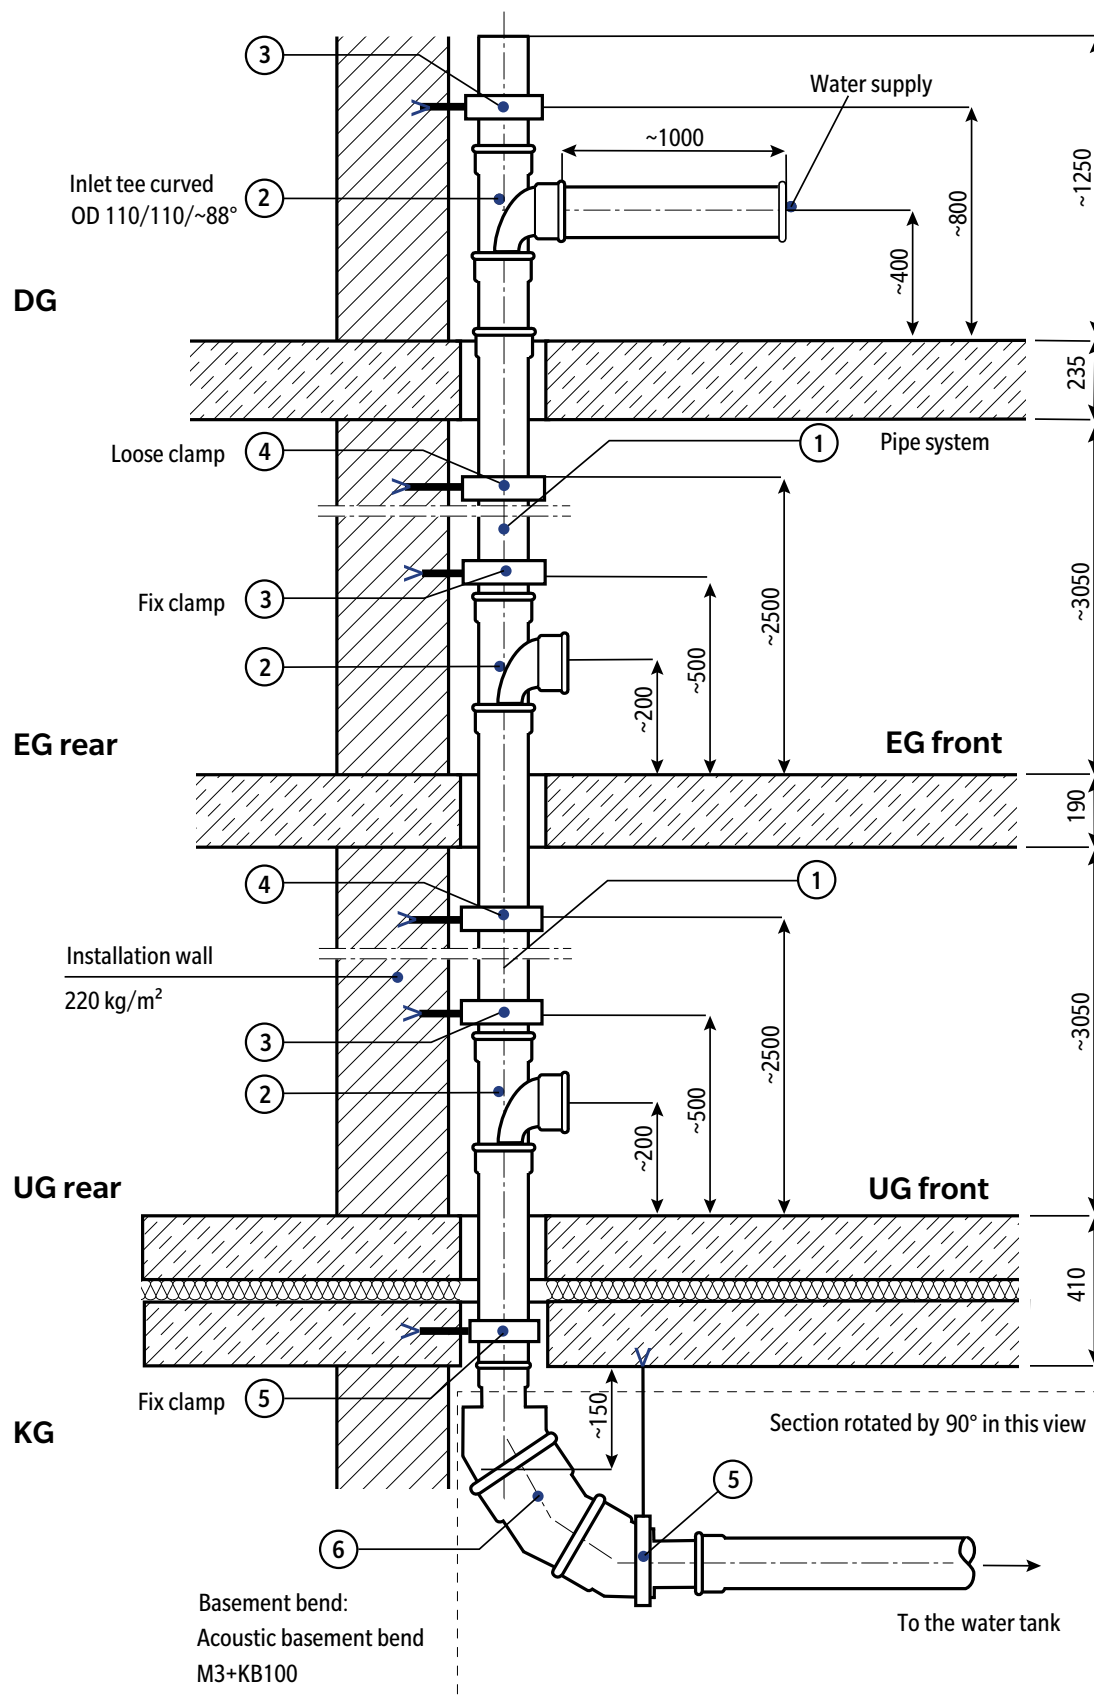 3
Water supply
~1000
~1250
Inlet tee curved
OD 110/110/~88°
2
~800
~400
DG
235
Loose clamp
4
1
Pipe system
Fix clamp
3
~3050
~2500
~500
2
~200
EG rear
EG front
190
4
1
Installation wall
220 kg/m²
3
~3050
~2500
2
~500
~200
UG rear
UG front
410
Fix clamp
5
~150
KG
Section rotated by 90° in this view
5
6
Basement bend:
Acoustic basement bend
M3+KB100
To the water tank